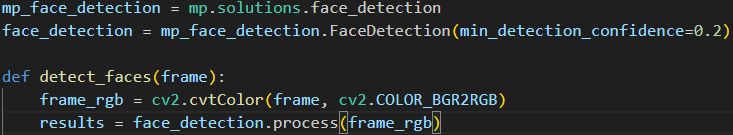 mp_face_detection = mp.solutions.face_detection
face_detection = mp_face_detection.FaceDetection(min_detection_confidence=0.2)
def detect_faces(frame):
    frame_rgb = cv2.cvtColor(frame, cv2.COLOR_BGR2RGB)
    results = face_detection.process(frame_rgb)